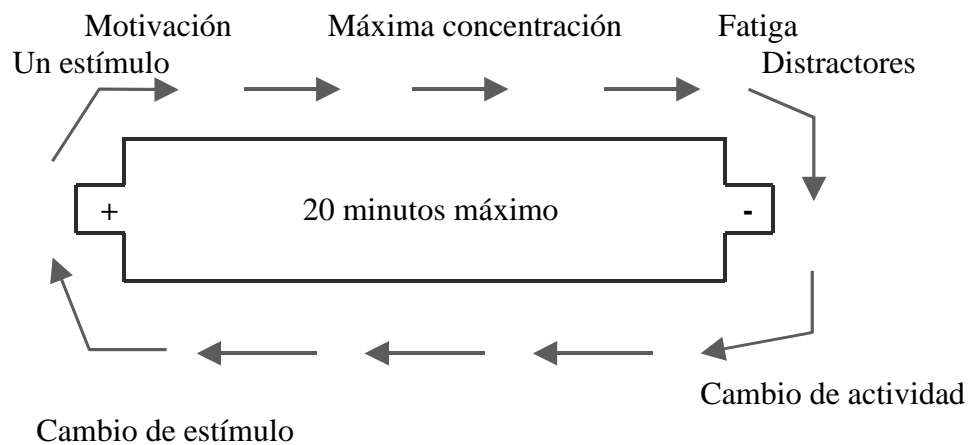 Motivación Máxima concentración Fatiga
Un estímulo Distractores
+ 20 minutos máximo -
Cambio de actividad
Cambio de estímulo